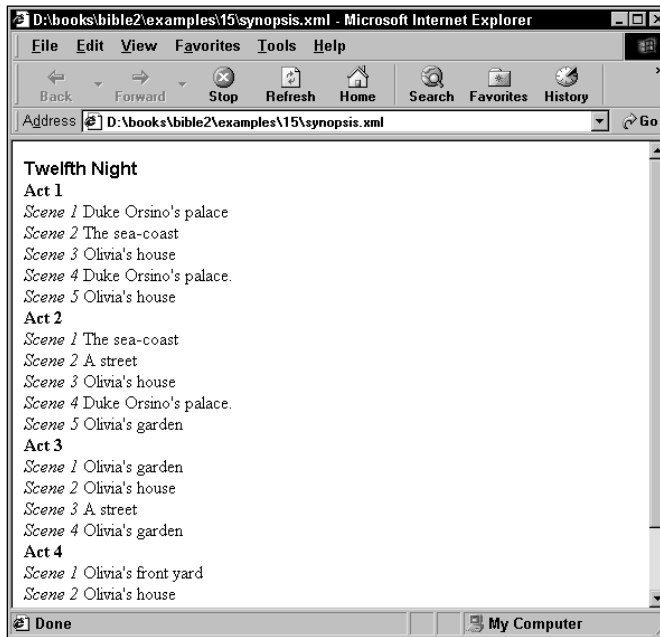 D:\books\bible2\examples\15\synopsis.xml - Microsoft Internet Explorer
File Edit View Favorites Tools Help
Back Forward Stop Refresh Home Search Favorites History »
Address D:\books\bible2\examples\15\synopsis.xml Go
Twelfth Night
Act 1
Scene 1 Duke Orsino's palace
Scene 2 The sea-coast
Scene 3 Olivia's house
Scene 4 Duke Orsino's palace.
Scene 5 Olivia's house
Act 2
Scene 1 The sea-coast
Scene 2 A street
Scene 3 Olivia's house
Scene 4 Duke Orsino's palace.
Scene 5 Olivia's garden
Act 3
Scene 1 Olivia's garden
Scene 2 Olivia's house
Scene 3 A street
Scene 4 Olivia's garden
Act 4
Scene 1 Olivia's front yard
Scene 2 Olivia's house
Done My Computer